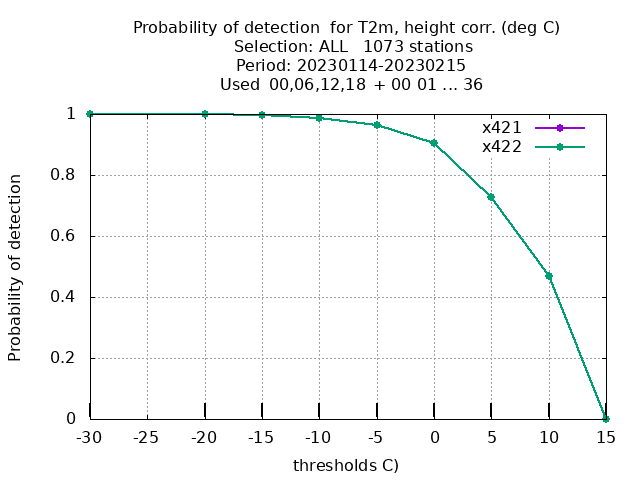 Probability of detection  for T2m, height corr. (deg C)
Selection: ALL   1073 stations
Period: 20230114-20230215
Used  00,06,12,18  + 00 01 ... 36
x421
x422
Probability of detection
1
0.8
0.6
0.4
0.2
0
-30 -25 -20 -15 -10 -5 0 5 10 15
thresholds C)